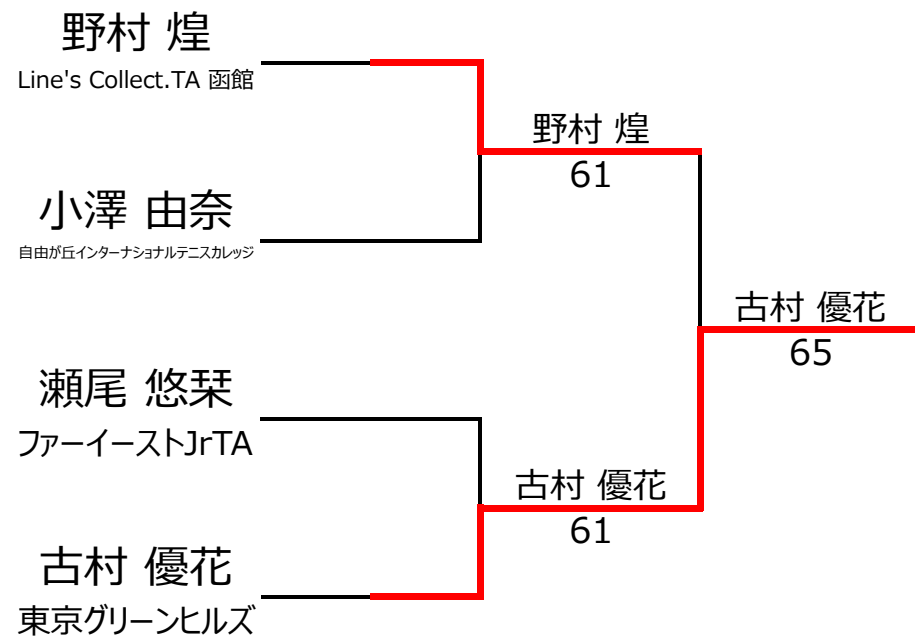 野村 煌
Line's Collect.TA 函館
野村 煌
61
小澤 由奈
自由が丘インターナショナルテニスカレッジ
古村 優花
65
瀬尾 悠栞
ファーイーストJrTA
古村 優花
61
古村 優花
東京グリーンヒルズ